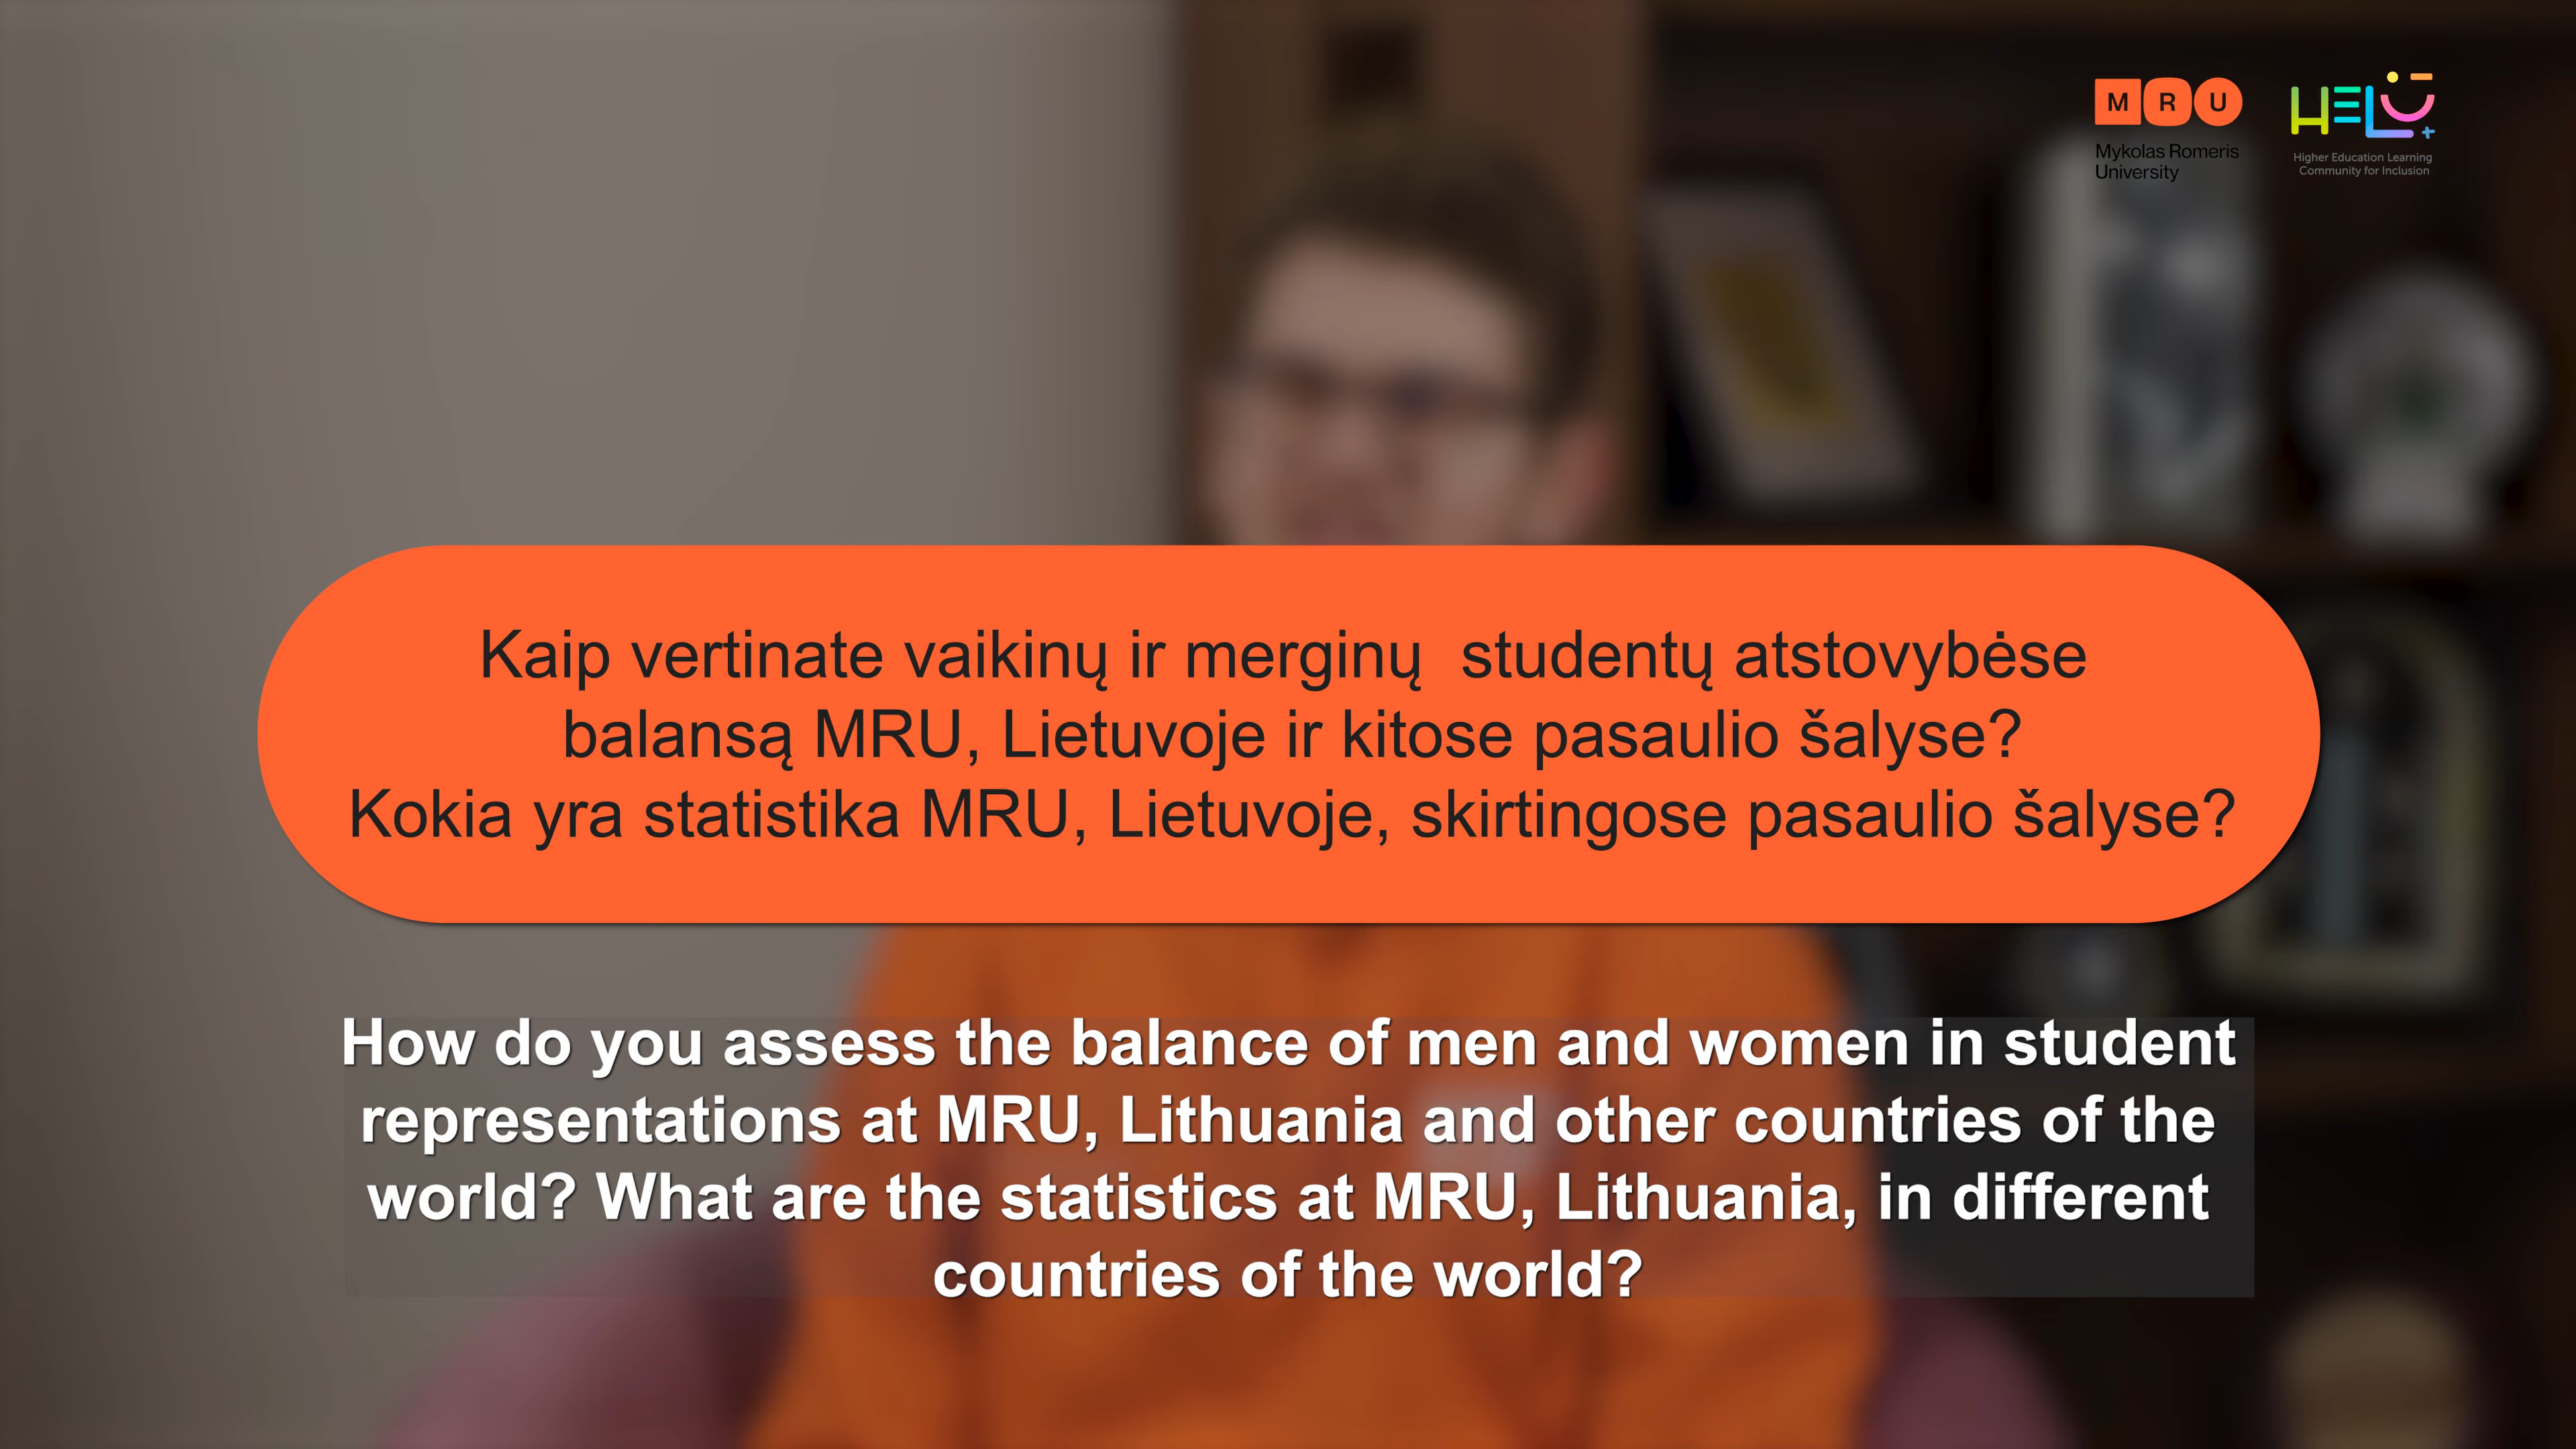 M R U
Mykolas Romeris
University
HELC+
Higher Education Learning
Community for Inclusion
Kaip vertinate vaikinų ir merginų  studentų atstovybėse
balansą MRU, Lietuvoje ir kitose pasaulio šalyse?
Kokia yra statistika MRU, Lietuvoje, skirtingose pasaulio šalyse?
How do you assess the balance of men and women in student
representations at MRU, Lithuania and other countries of the
world? What are the statistics at MRU, Lithuania, in different
countries of the world?